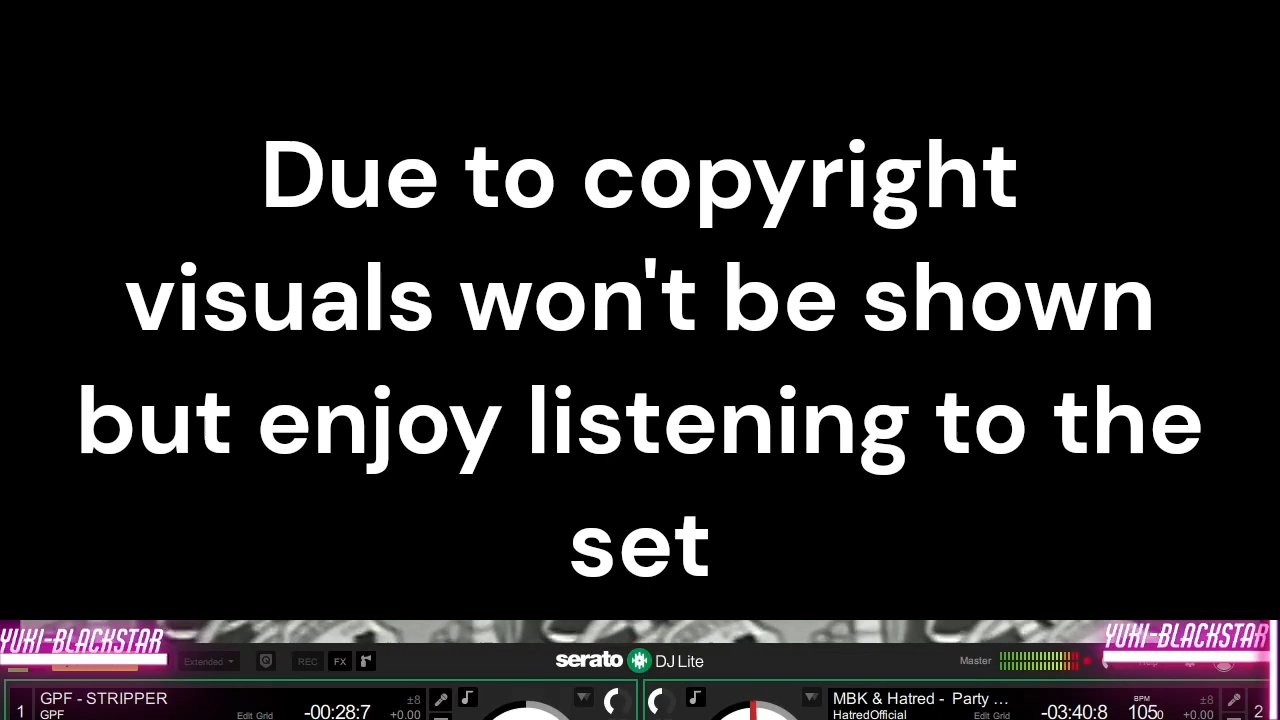 Due to copyright
visuals won't be shown
but enjoy listening to the
set
YUKI-BLACKSTAR YUKI-BLACKSTAR
Extended REC FX serato DJ Lite Master Help
1 GPF - STRIPPER ±8 MBK & Hatred - Party ... BPM ±8
GPF Edit Grid -00:28:7 +0.00 HatredOfficial Edit Grid -03:40:8 105.0 +0.00 2